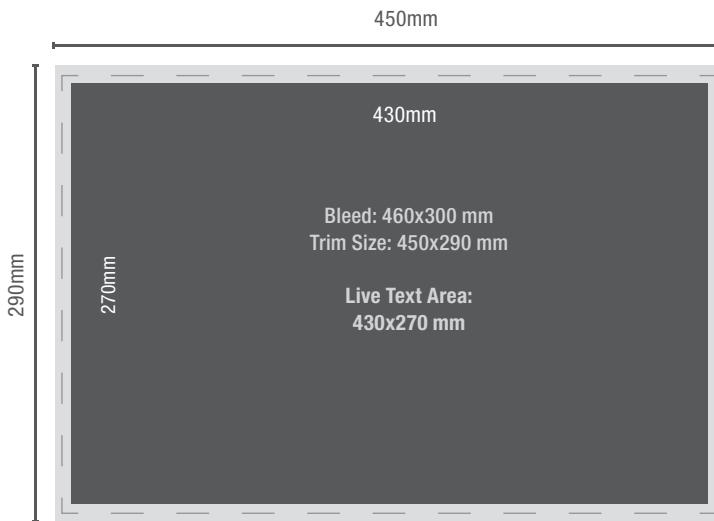 450mm
430mm
Bleed: 460x300 mm
Trim Size: 450x290 mm
290mm
270mm
Live Text Area:
430x270 mm